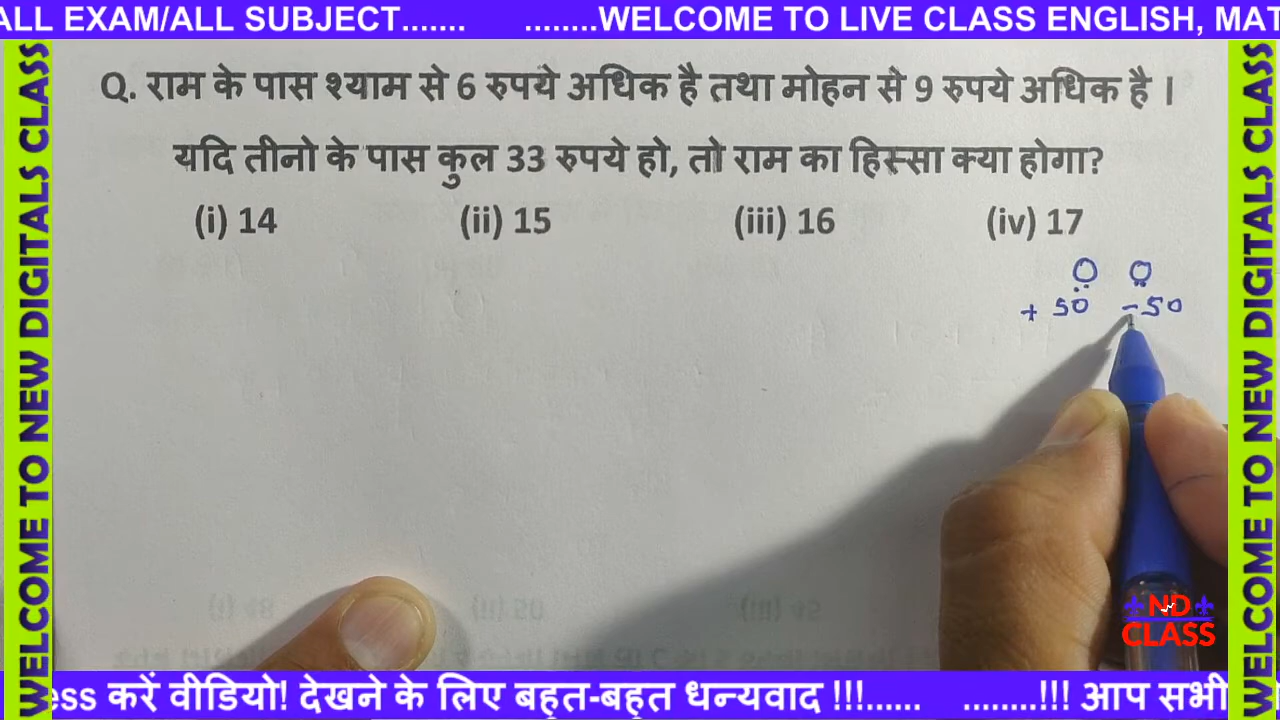 ALL EXAM/ALL SUBJECT....... ........WELCOME TO LIVE CLASS ENGLISH, MAT
Q. राम के पास श्याम से 6 रुपये अधिक है तथा मोहन से 9 रुपये अधिक है ।
यदि तीनो के पास कुल 33 रुपये हो, तो राम का हिस्सा क्या होगा?
(i) 14 (ii) 15 (iii) 16 (iv) 17
+ 50 -50
WELCOME TO NEW DIGITALS CLASS
WELCOME TO NEW DIGITALS CLASS
ND
CLASS
ess करें वीडियो! देखने के लिए बहुत-बहुत धन्यवाद !!!...... ........!!! आप सभी